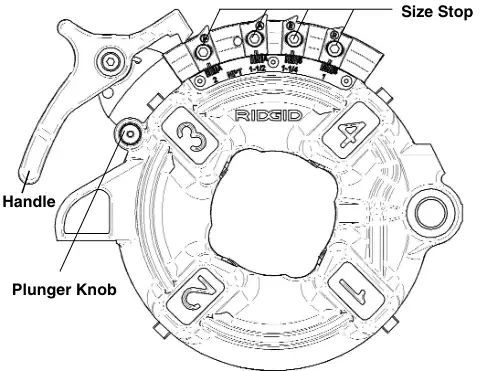 Size Stop
2 NPT 1-1/2 1-1/4 1
RIDGID
3 4
Handle
Plunger Knob
2 1